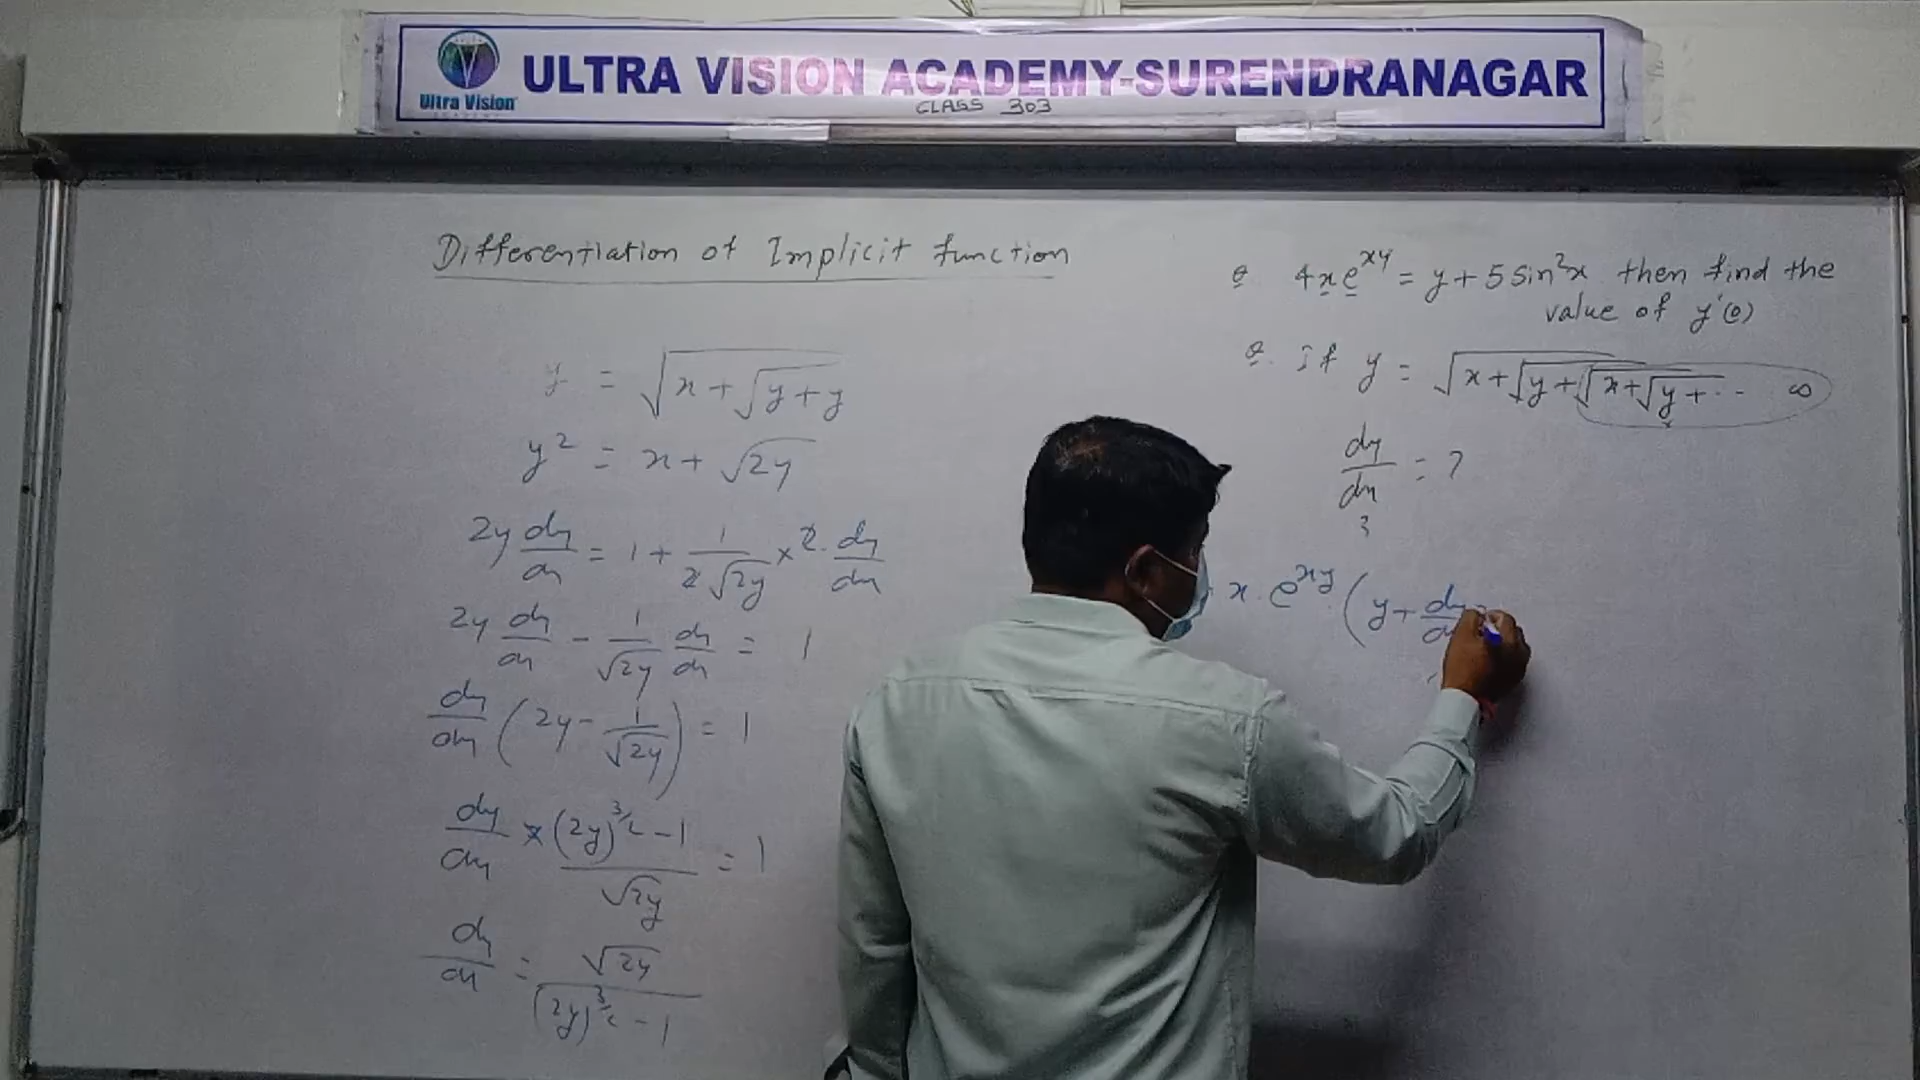 Ultra Vision
ACADEMY
ULTRA VISION ACADEMY-SURENDRANAGAR
CLASS 303
Differentiation of Implicit function
y = √(x+√(y+y))
y² = x + √2y
2y dy/dx = 1 + 1/(2√2y) × 2. dy/dx
2y dy/dx - 1/√2y dy/dx = 1
dy/dx (2y - 1/√2y) = 1
dy/dx × ((2y)^3/2 - 1)/√2y = 1
dy/dx = √2y/((2y)^3/2 - 1)
Q. 4xe^xy = y + 5 sin²x then find the
value of y'(0)
Q. If y = √(x+√(y+√(x+√(y+... ∞
dy/dx = ?
x. e^xy (y + dy/dx